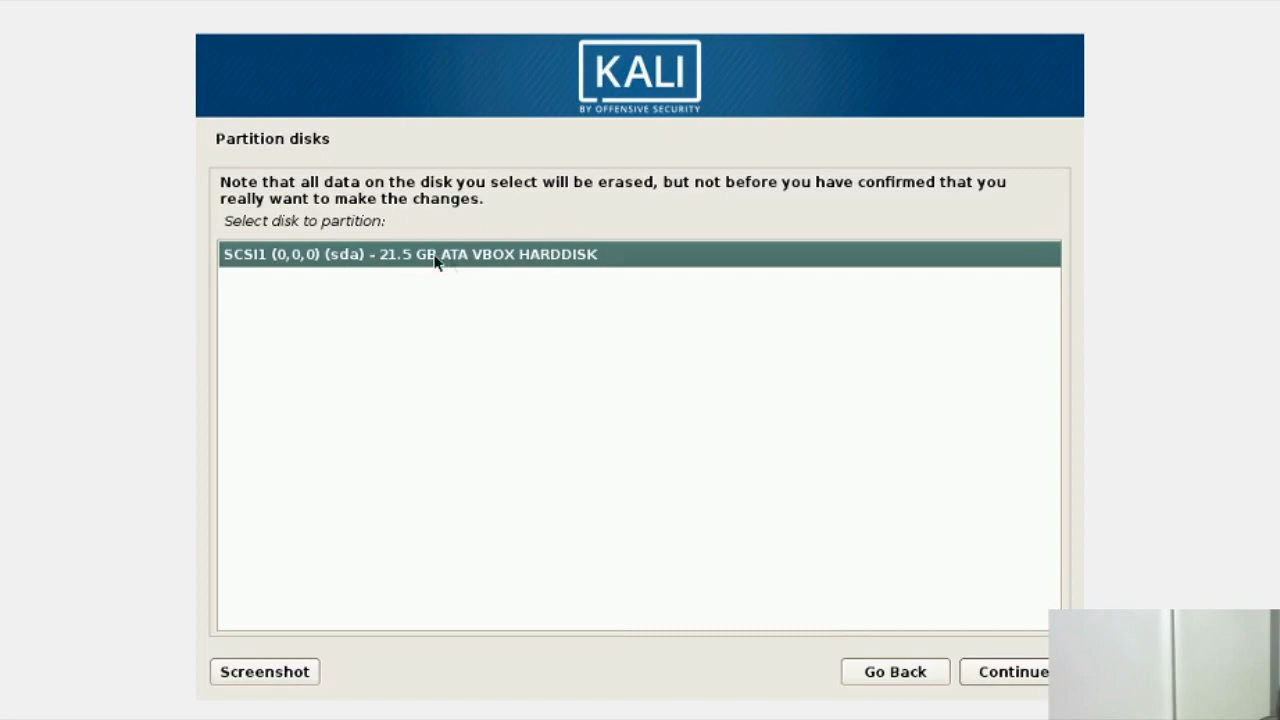 KALI
BY OFFENSIVE SECURITY
Partition disks
Note that all data on the disk you select will be erased, but not before you have confirmed that you
really want to make the changes.
Select disk to partition:
SCSI1 (0,0,0) (sda) - 21.5 GB ATA VBOX HARDDISK
Screenshot
Go Back
Continue